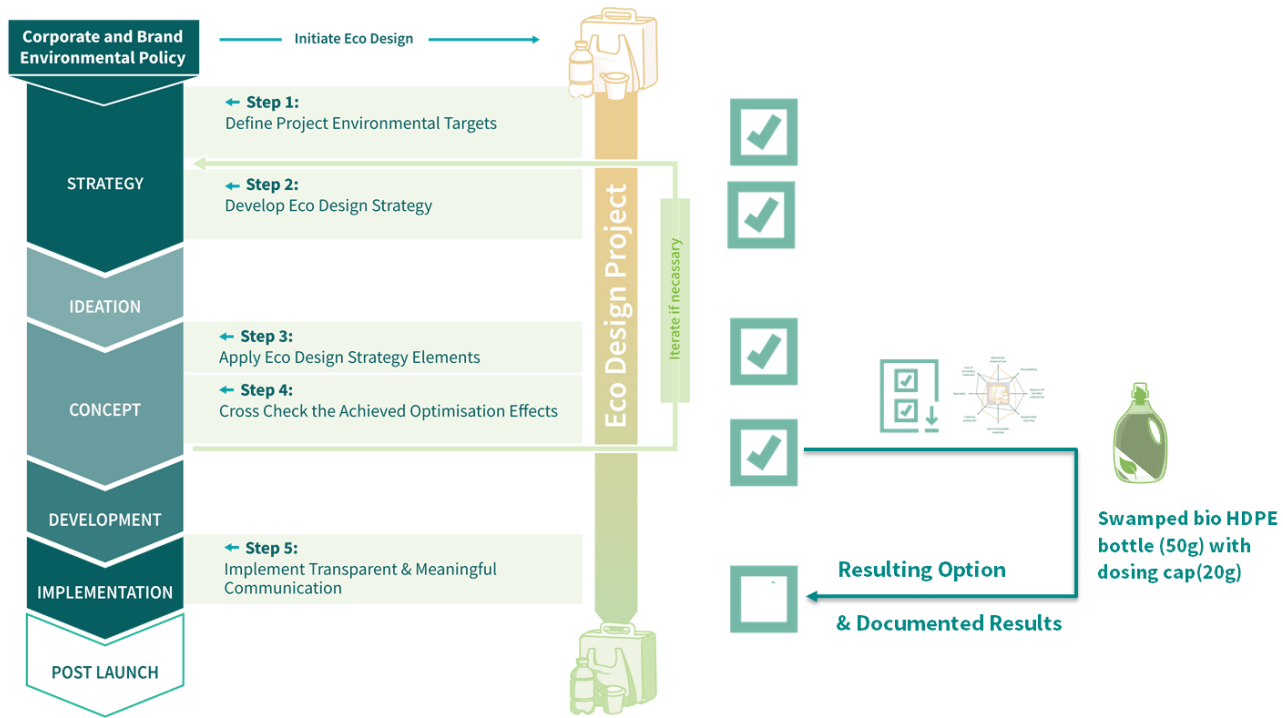 Corporate and Brand
Environmental Policy
Initiate Eco Design
Step 1:
Define Project Environmental Targets
STRATEGY
Step 2:
Develop Eco Design Strategy
IDEATION
Step 3:
Apply Eco Design Strategy Elements
CONCEPT
Step 4:
Cross Check the Achieved Optimisation Effects
DEVELOPMENT
Step 5:
Implement Transparent & Meaningful
Communication
IMPLEMENTATION
POST LAUNCH
Eco Design Project
Iterate if necassary
Swamped bio HDPE
bottle (50g) with
dosing cap(20g)
Resulting Option
& Documented Results